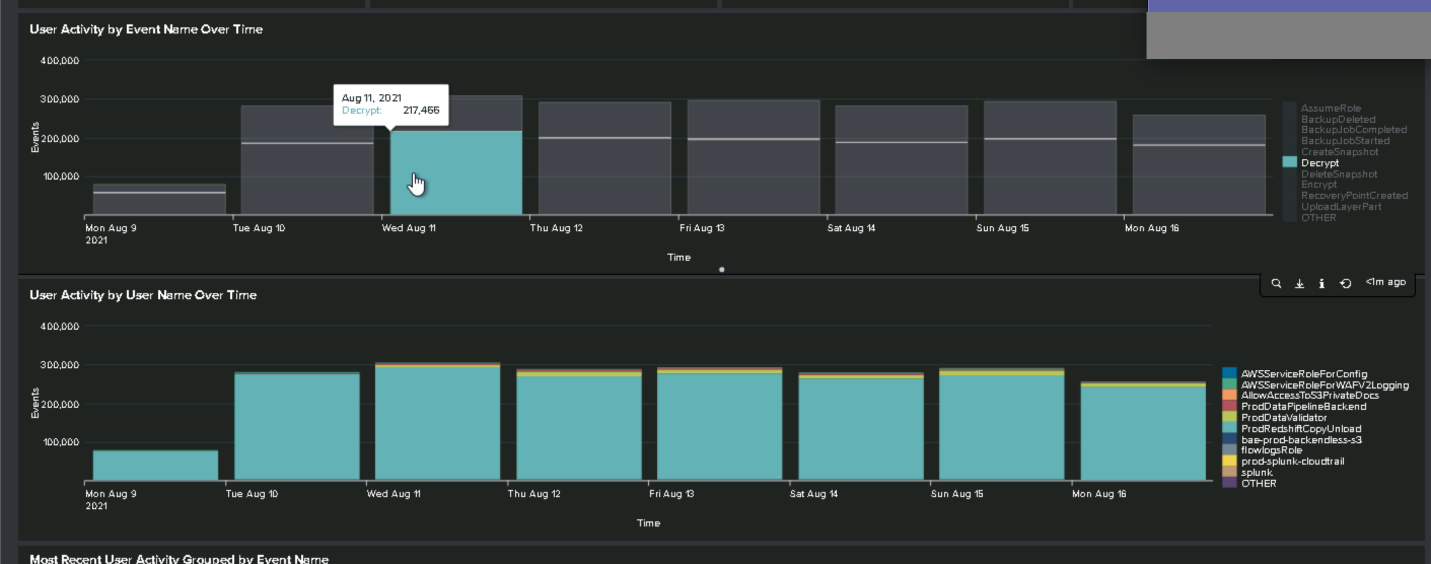 User Activity by Event Name Over Time
400,000
300,000
200,000
100,000
Events
Aug 11, 2021
Decrypt: 217,466
Mon Aug 9
2021
Tue Aug 10
Wed Aug 11
Thu Aug 12
Fri Aug 13
Sat Aug 14
Sun Aug 15
Mon Aug 16
Time
AssumeRole
BackupDeleted
BackupJobCompleted
BackupJobStarted
CreateSnapshot
Decrypt
DeleteSnapshot
Encrypt
RecoveryPointCreated
UploadLayerPart
OTHER
<1m ago
User Activity by User Name Over Time
400,000
300,000
200,000
100,000
Events
Mon Aug 9
2021
Tue Aug 10
Wed Aug 11
Thu Aug 12
Fri Aug 13
Sat Aug 14
Sun Aug 15
Mon Aug 16
Time
AWSServiceRoleForConfig
AWSServiceRoleForWAFV2Logging
AllowAccessToS3PrivateDocs
ProdDataPipelineBackend
ProdDataValidator
ProdRedshiftCopyUnload
bae-prod-backendless-s3
flowlogsRole
prod-splunk-cloudtrail
splunk
OTHER
Most Recent User Activity Grouped by Event Name